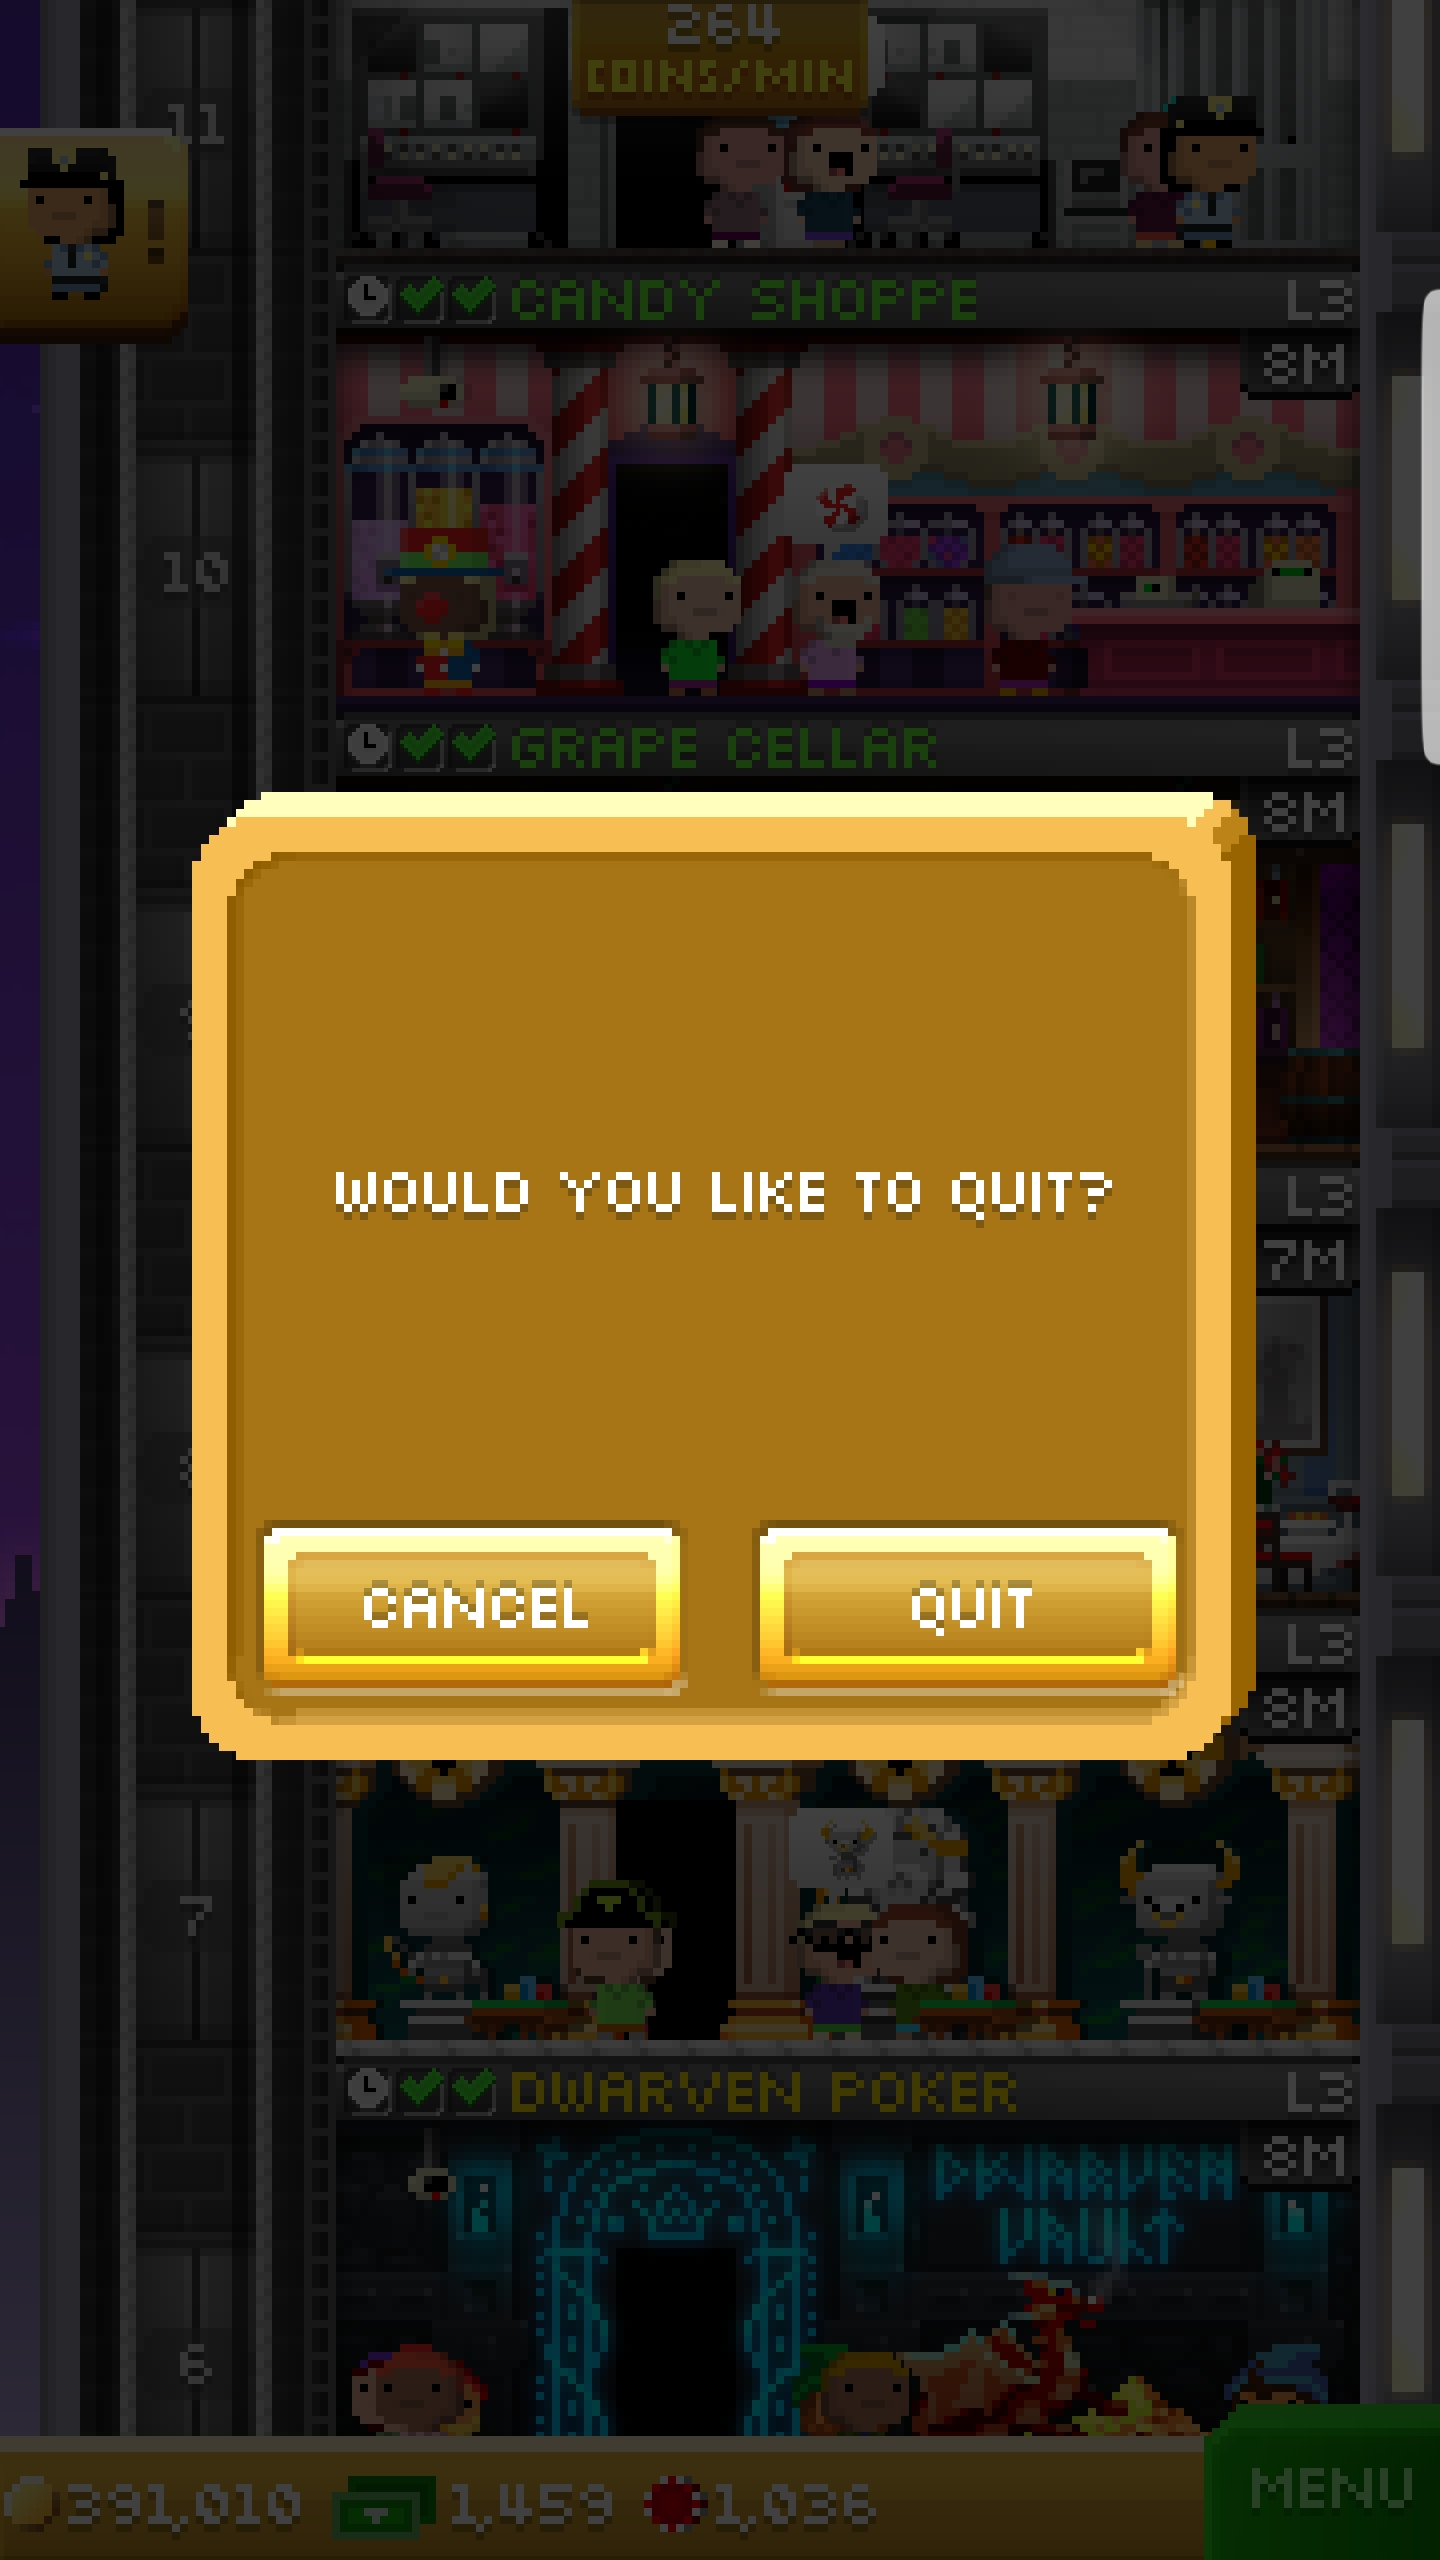 264
COINS/MIN
11
!
CANDY SHOPPE L3
8M
10
GRAPE CELLAR L3
8M
L3
7M
WOULD YOU LIKE TO QUIT?
CANCEL QUIT
L3
8M
7
DWARVEN POKER L3
8M
DWARVEN
VAULT
6
391,010 1,459 1,036
MENU